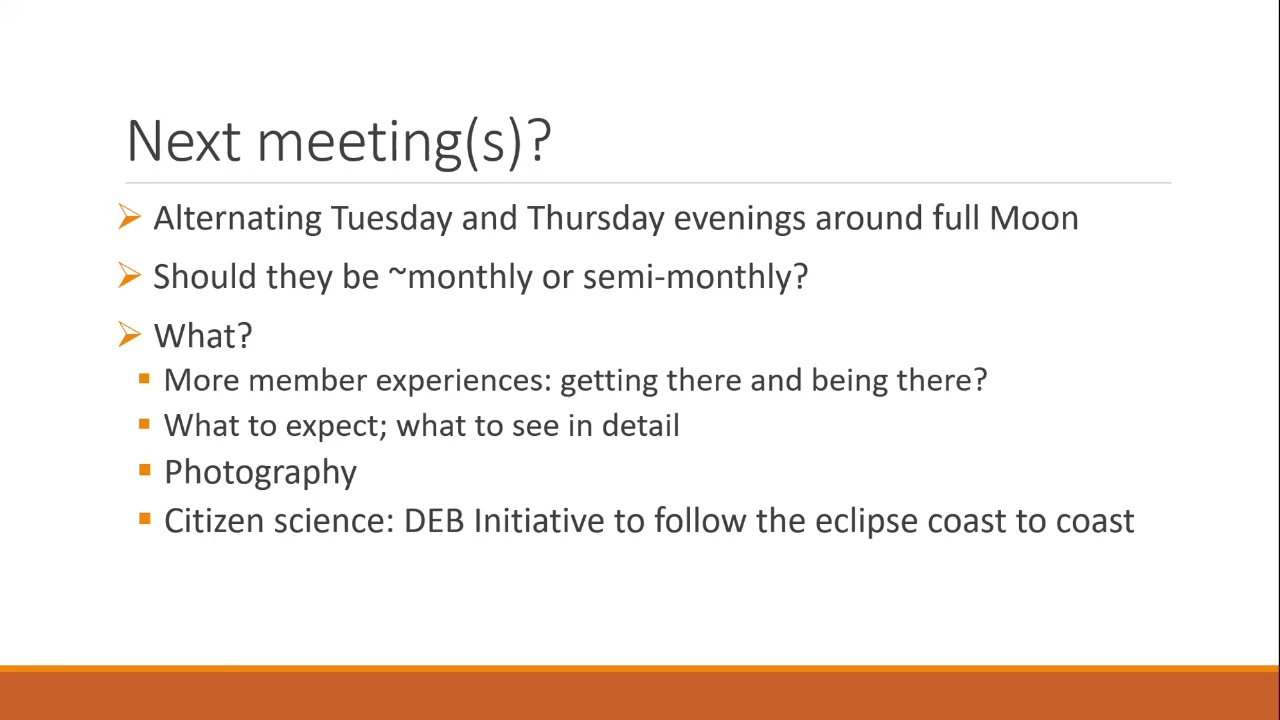 Next meeting(s)?
Alternating Tuesday and Thursday evenings around full Moon
Should they be ~monthly or semi-monthly?
What?
More member experiences: getting there and being there?
What to expect; what to see in detail
Photography
Citizen science: DEB Initiative to follow the eclipse coast to coast